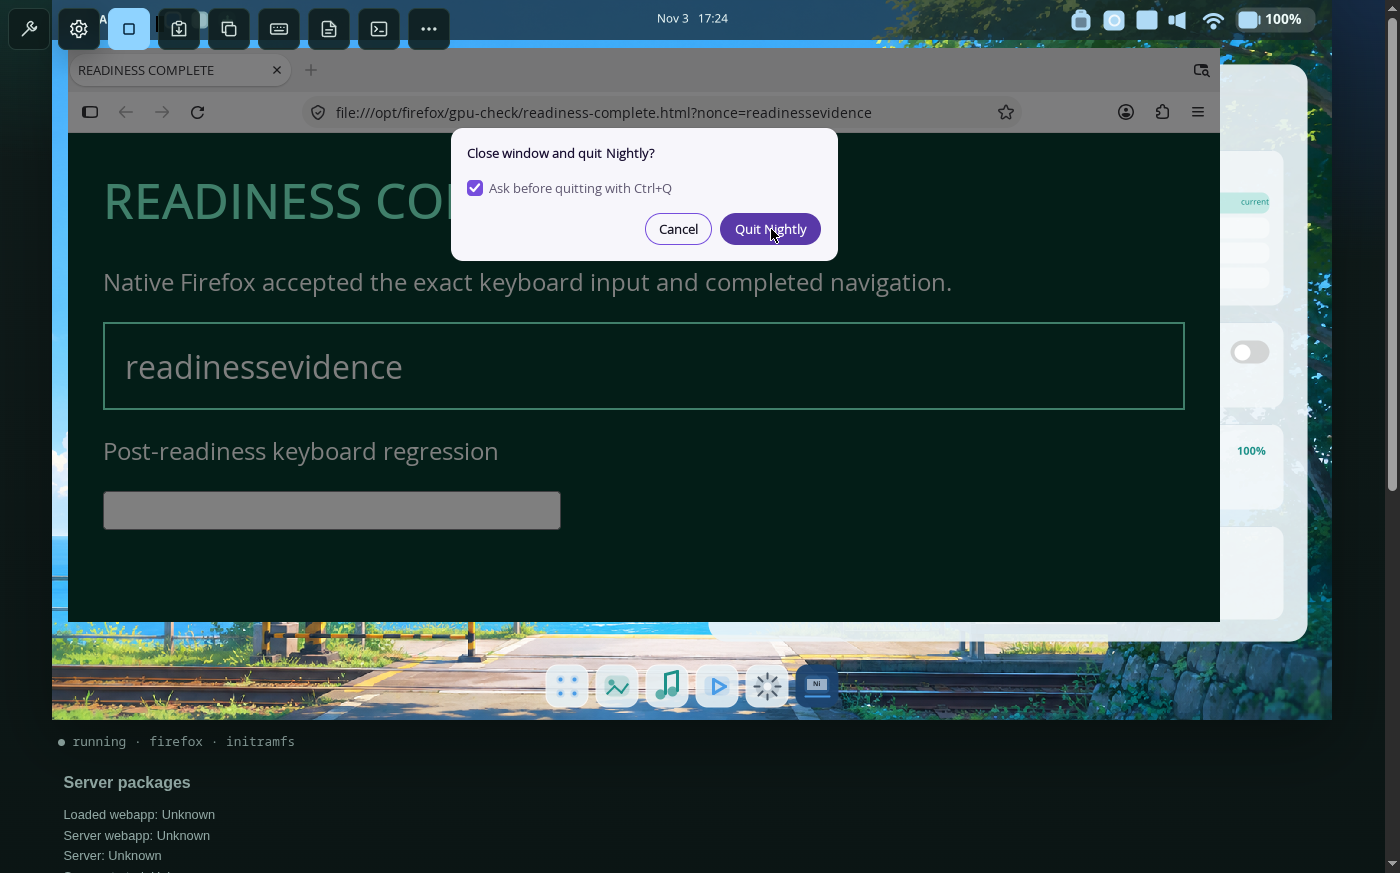 Nov 3 17:24
100%
READINESS COMPLETE
file:///opt/firefox/gpu-check/readiness-complete.html?nonce=readinessevidence
Close window and quit Nightly?
Ask before quitting with Ctrl+Q
Cancel
Quit Nightly
READINESS CO
Native Firefox accepted the exact keyboard input and completed navigation.
readinessevidence
Post-readiness keyboard regression
current
100%
Ni
running · firefox · initramfs
Server packages
Loaded webapp: Unknown
Server webapp: Unknown
Server: Unknown